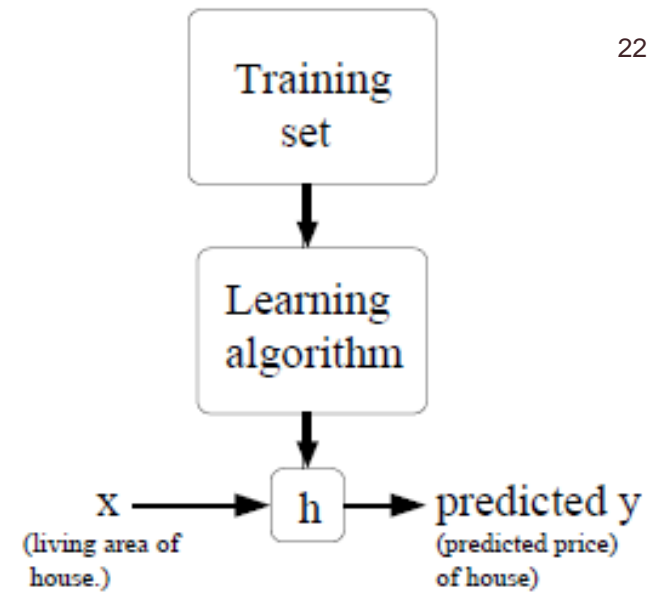 22
Training
set
Learning
algorithm
x
h
predicted y
(living area of
house.)
(predicted price)
of house)